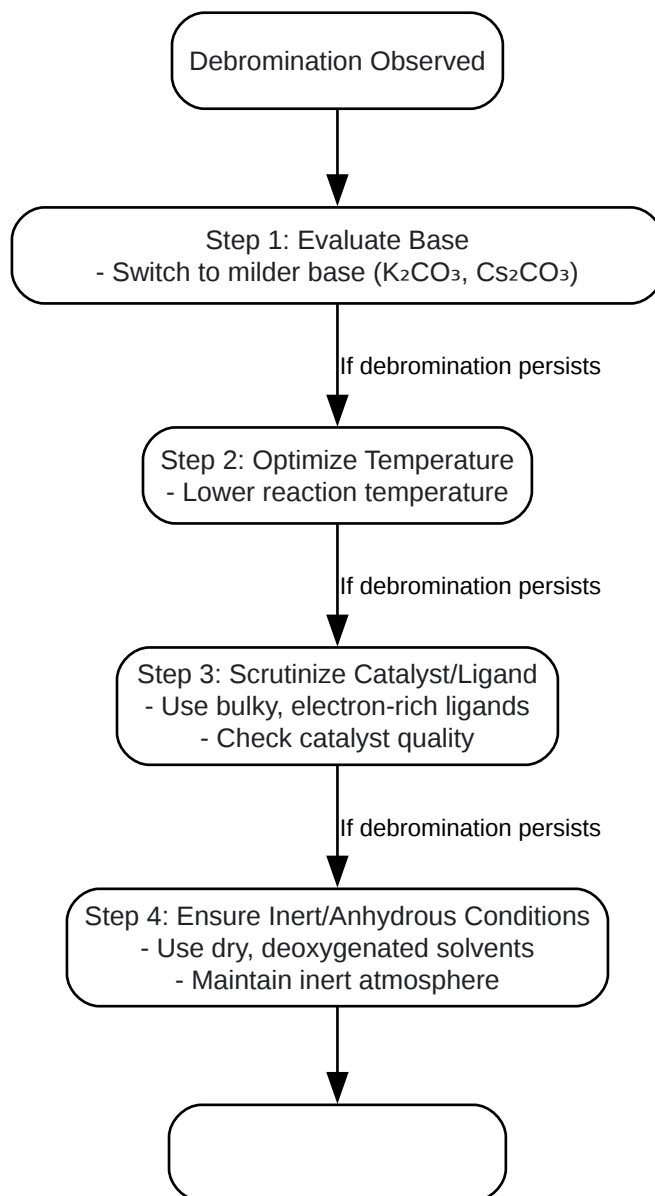 Debromination Observed
Step 1: Evaluate Base
- Switch to milder base (K₂CO₃, Cs₂CO₃)
If debromination persists
Step 2: Optimize Temperature
- Lower reaction temperature
If debromination persists
Step 3: Scrutinize Catalyst/Ligand
- Use bulky, electron-rich ligands
- Check catalyst quality
If debromination persists
Step 4: Ensure Inert/Anhydrous Conditions
- Use dry, deoxygenated solvents
- Maintain inert atmosphere